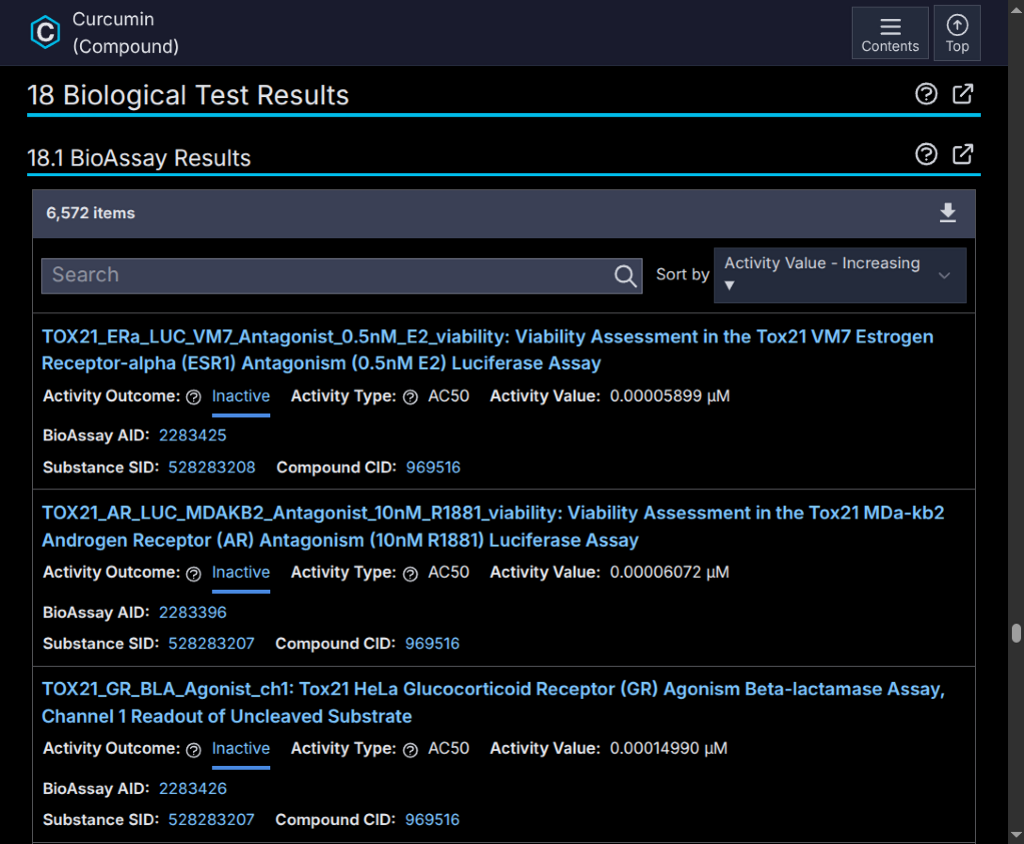 Curcumin
(Compound)
Contents
Top
18 Biological Test Results
18.1 BioAssay Results
6,572 items
Search
Sort by
Activity Value - Increasing
▼
TOX21_ERa_LUC_VM7_Antagonist_0.5nM_E2_viability: Viability Assessment in the Tox21 VM7 Estrogen
Receptor-alpha (ESR1) Antagonism (0.5nM E2) Luciferase Assay
Activity Outcome: Inactive Activity Type: AC50 Activity Value: 0.00005899 µM
BioAssay AID: 2283425
Substance SID: 528283208 Compound CID: 969516
TOX21_AR_LUC_MDAKB2_Antagonist_10nM_R1881_viability: Viability Assessment in the Tox21 MDa-kb2
Androgen Receptor (AR) Antagonism (10nM R1881) Luciferase Assay
Activity Outcome: Inactive Activity Type: AC50 Activity Value: 0.00006072 µM
BioAssay AID: 2283396
Substance SID: 528283207 Compound CID: 969516
TOX21_GR_BLA_Agonist_ch1: Tox21 HeLa Glucocorticoid Receptor (GR) Agonism Beta-lactamase Assay,
Channel 1 Readout of Uncleaved Substrate
Activity Outcome: Inactive Activity Type: AC50 Activity Value: 0.00014990 µM
BioAssay AID: 2283426
Substance SID: 528283207 Compound CID: 969516